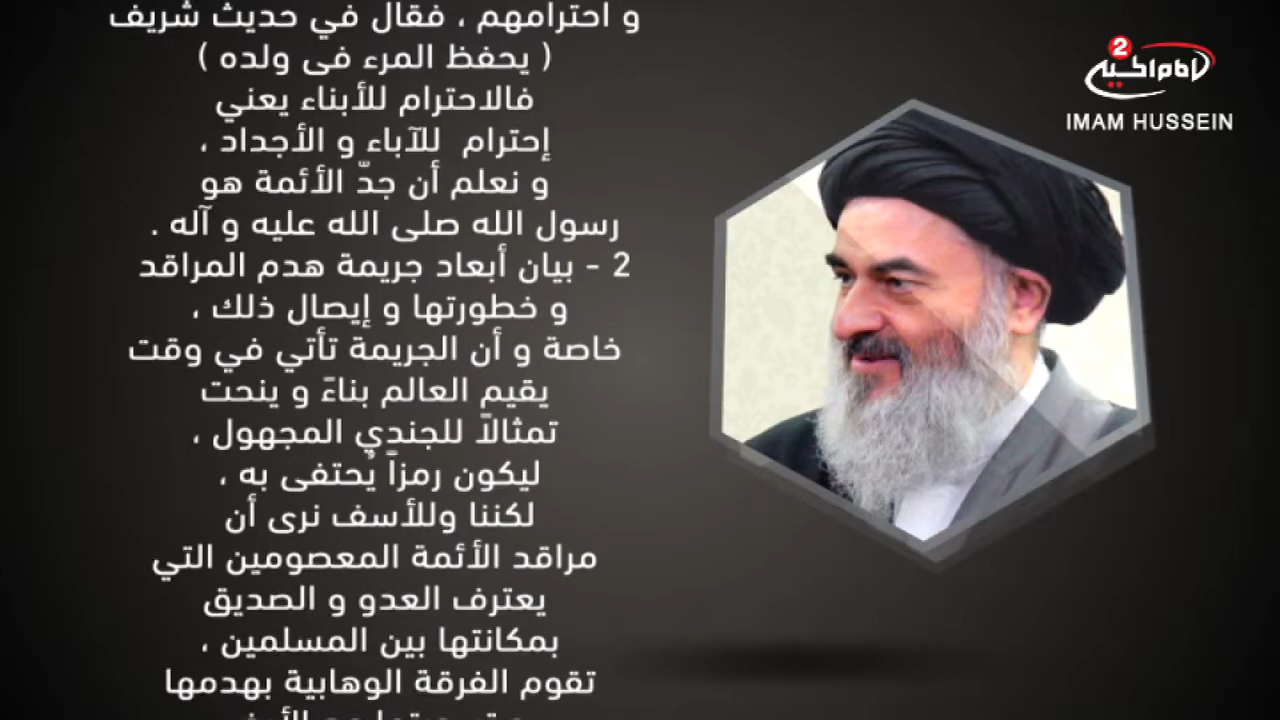 و احترامهم ، فقال في حديث شريف
( يحفظ المرء فى ولده )
فالاحترام للأبناء يعني
إحترام للآباء و الأجداد ،
و نعلم أن جدّ الأئمة هو
رسول الله صلى الله عليه و آله .
2 - بيان أبعاد جريمة هدم المراقد
و خطورتها و إيصال ذلك ،
خاصة و أن الجريمة تأتي في وقت
يقيم العالم بناءً و ينحت
تمثالاً للجندي المجهول ،
ليكون رمزاً يُحتفى به ،
لكننا وللأسف نرى أن
مراقد الأئمة المعصومين التي
يعترف العدو و الصديق
بمكانتها بين المسلمين ،
تقوم الفرقة الوهابية بهدمها
2
IMAM HUSSEIN